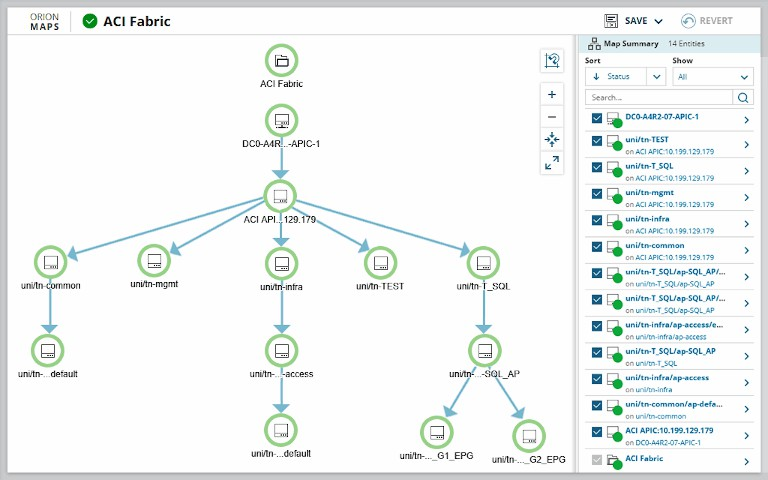 ORION
MAPS
ACI Fabric
SAVE
REVERT
ACI Fabric
DC0-A4R...-APIC-1
ACI API...129.179
uni/tn-common
uni/tn-mgmt
uni/tn-infra
uni/tn-TEST
uni/tn-T_SQL
uni/tn-...default
uni/tn-...-access
uni/tn-...-SQL_AP
uni/tn-...default
uni/tn-..._G1_EPG
uni/tn-..._G2_EPG
Map Summary 14 Entities
Sort Show
Status All
Search...
DC0-A4R2-07-APIC-1
uni/tn-TEST
on ACI APIC:10.199.129.179
uni/tn-T_SQL
on ACI APIC:10.199.129.179
uni/tn-mgmt
on ACI APIC:10.199.129.179
uni/tn-infra
on ACI APIC:10.199.129.179
uni/tn-common
on ACI APIC:10.199.129.179
uni/tn-T_SQL/ap-SQL_AP/...
on uni/tn-T_SQL/ap-SQL_AP
uni/tn-T_SQL/ap-SQL_AP/...
on uni/tn-T_SQL/ap-SQL_AP
uni/tn-infra/ap-access/e...
on uni/tn-infra/ap-access
uni/tn-T_SQL/ap-SQL_AP
on uni/tn-T_SQL
uni/tn-infra/ap-access
on uni/tn-infra
uni/tn-common/ap-defa...
on uni/tn-common
ACI APIC:10.199.129.179
on DC0-A4R2-07-APIC-1
ACI Fabric